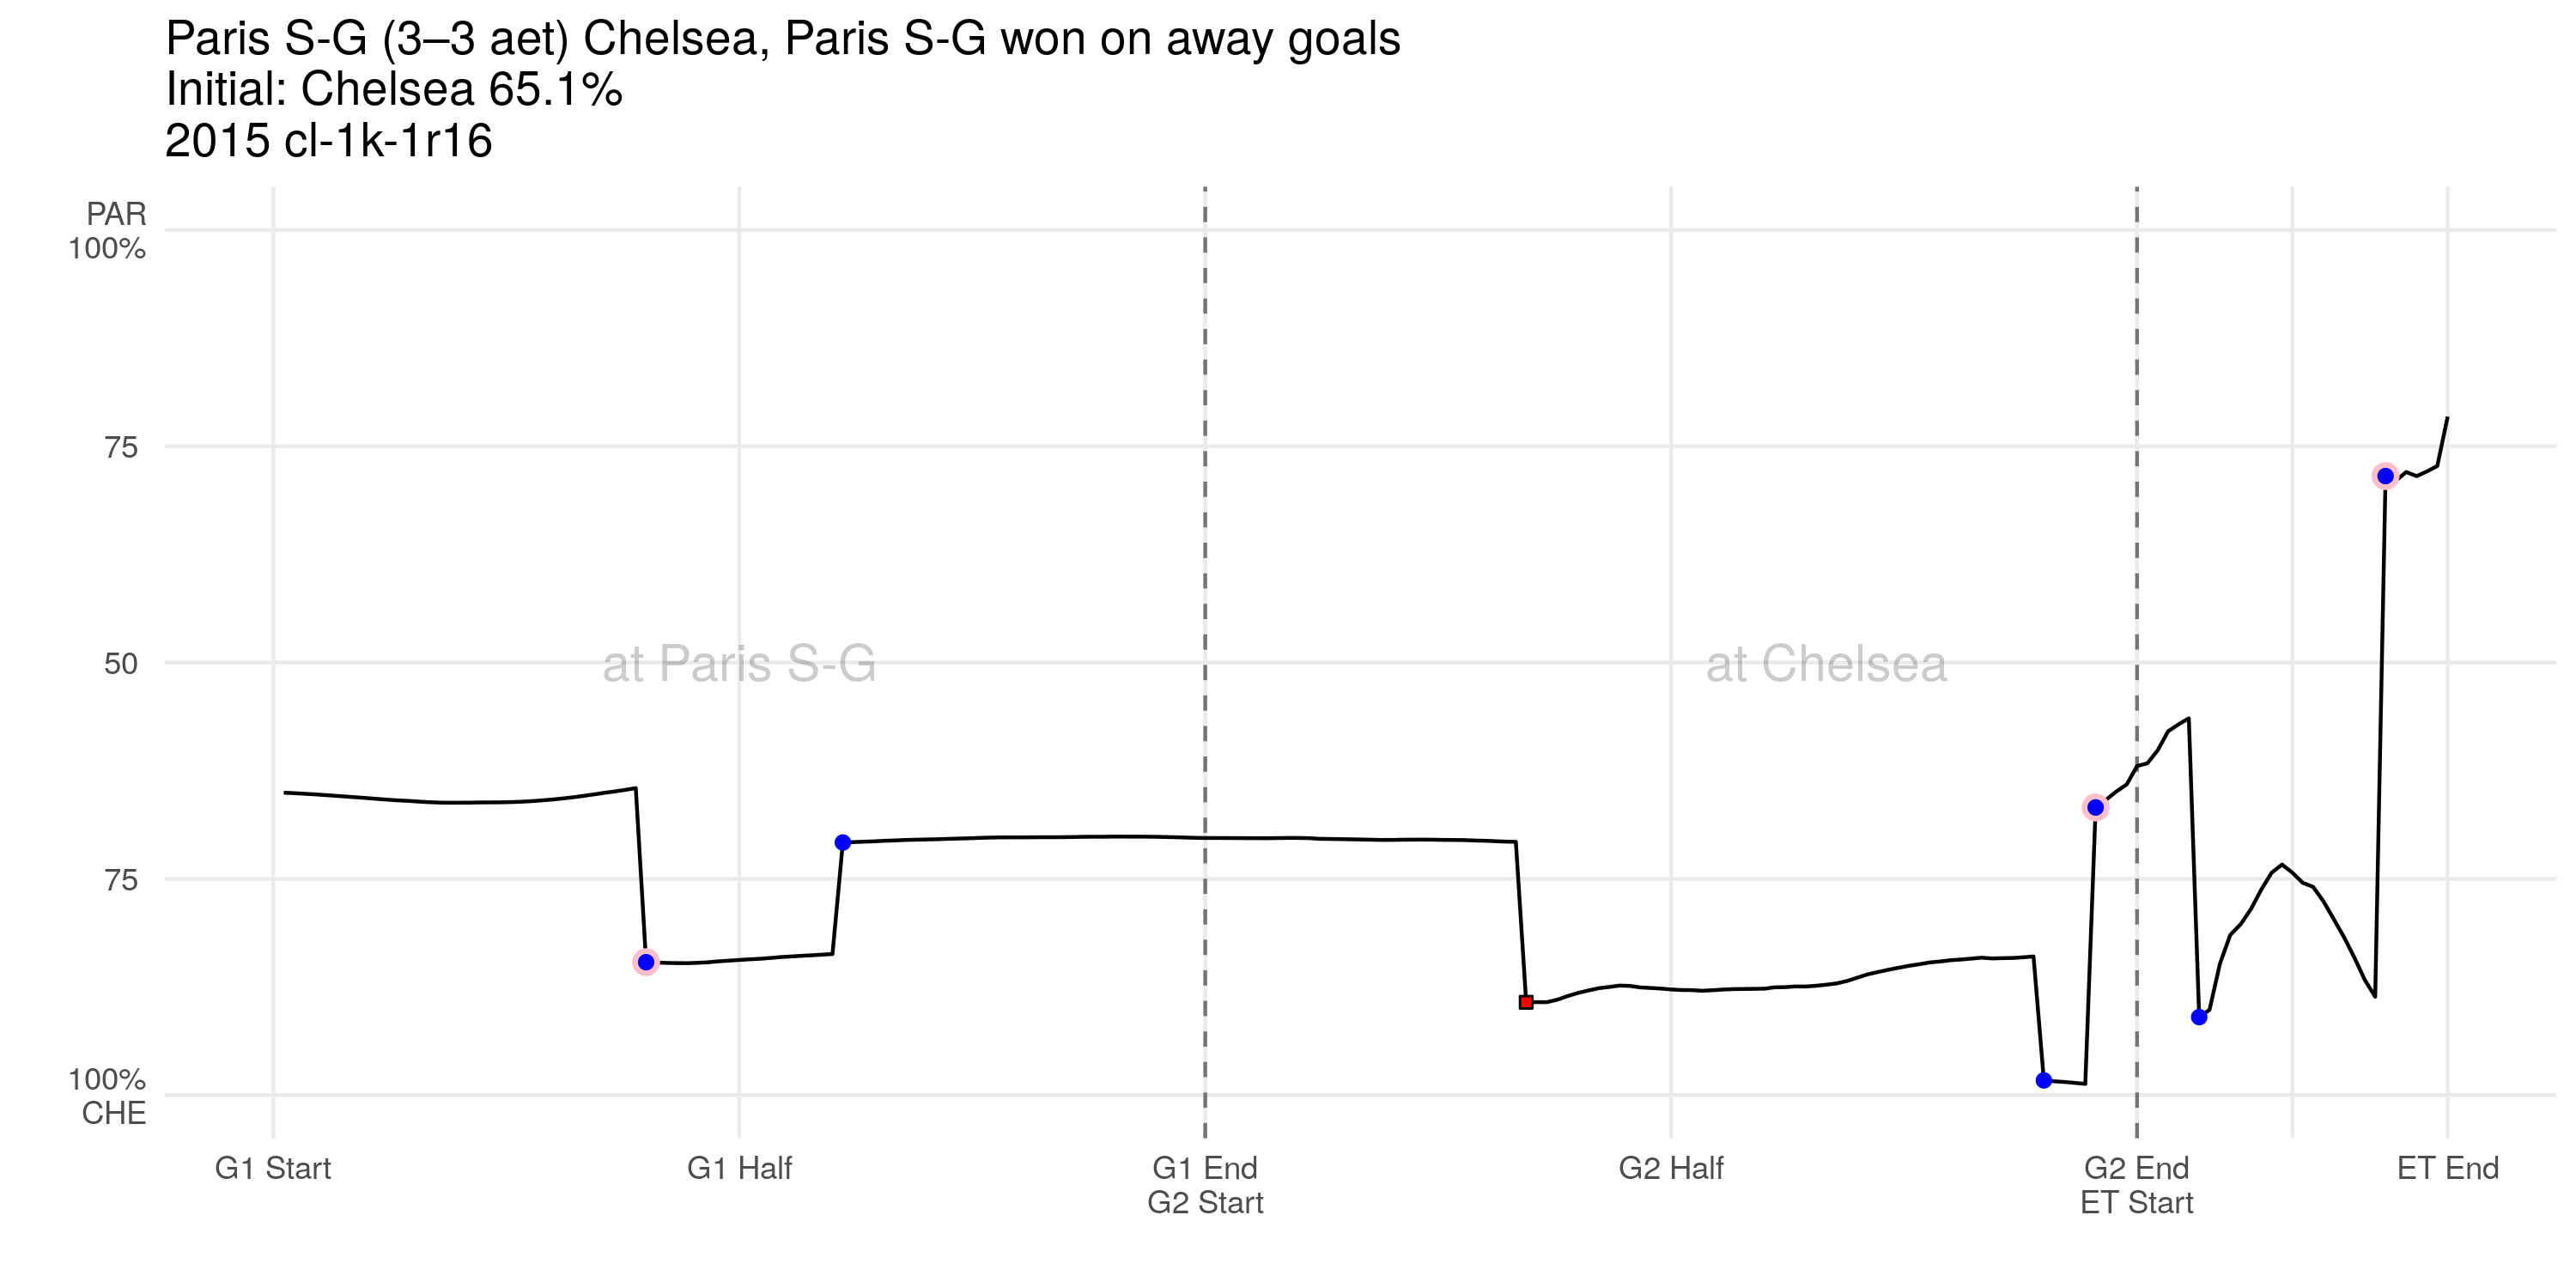 Paris S-G (3–3 aet) Chelsea, Paris S-G won on away goals
Initial: Chelsea 65.1%
2015 cl-1k-1r16
PAR
100%
75
50
75
100%
CHE
at Paris S-G
at Chelsea
G1 Start
G1 Half
G1 End
G2 Start
G2 Half
G2 End
ET Start
ET End